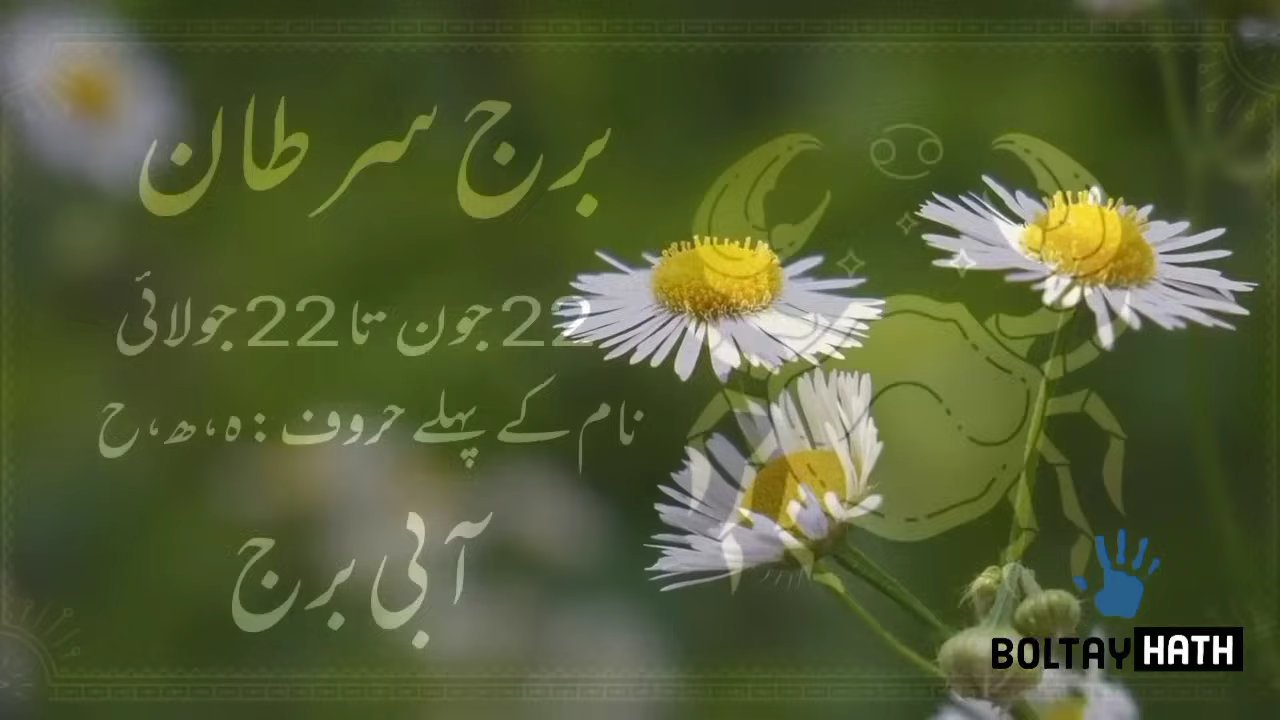 برج سرطان
22 جون تا 22 جولائی
نام کے پہلے حروف : ہ، ھ، ح
آبی برج
BOLTAY HATH